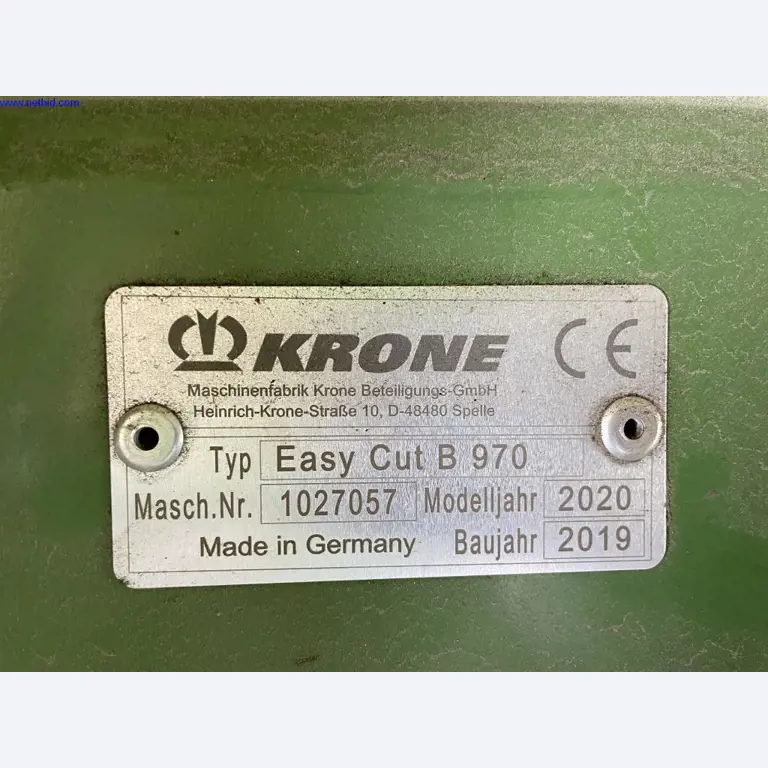 www.netbid.com
KRONE CE
Maschinenfabrik Krone Beteiligungs-GmbH
Heinrich-Krone-Straße 10, D-48480 Spelle
Typ Easy Cut B 970
Masch.Nr. 1027057 Modelljahr 2020
Made in Germany Baujahr 2019